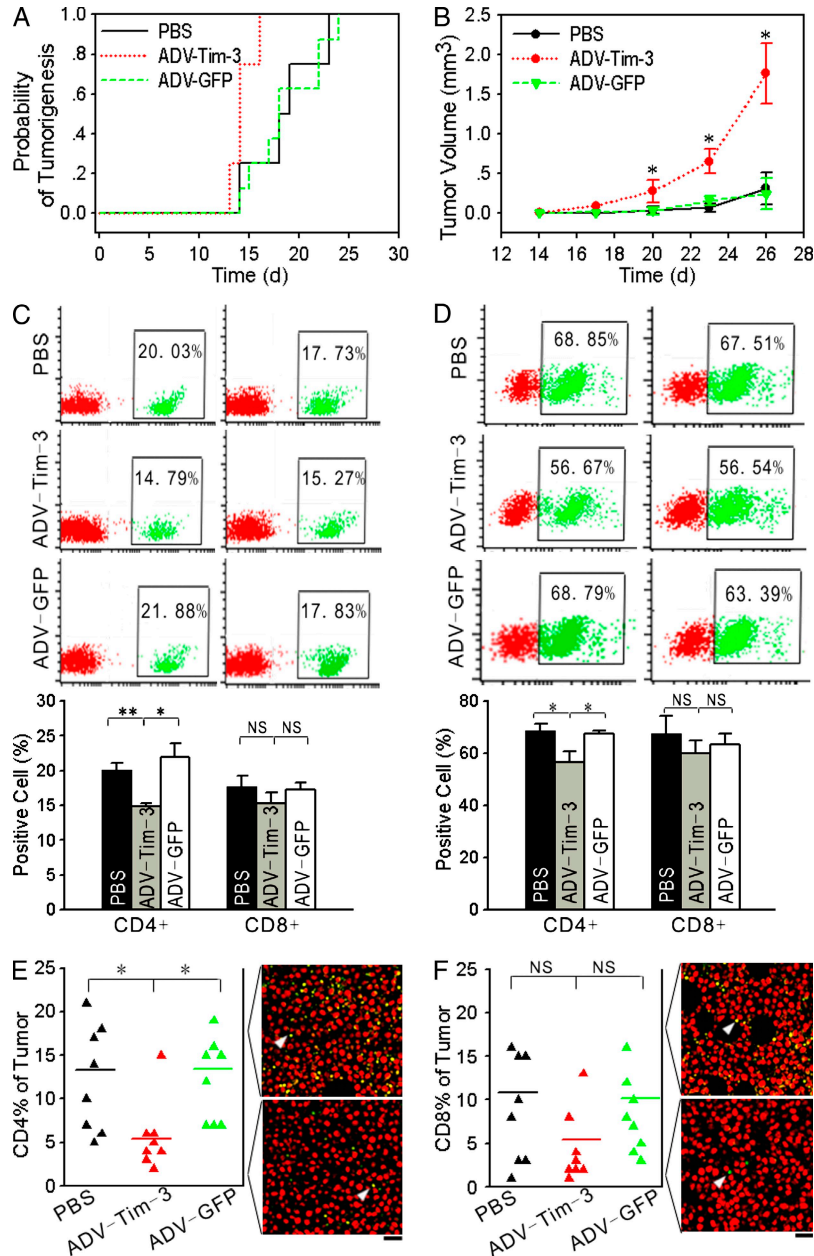 A
PBS
ADV-Tim-3
ADV-GFP
Probability
of Tumorigenesis
1.0
.8
.6
.4
.2
0.0
0 5 10 15 20 25 30
Time (d)
B
PBS
ADV-Tim-3
ADV-GFP
Tumor Volume (mm3)
2.5
2.0
1.5
1.0
.5
0.0
* * *
12 14 16 18 20 22 24 26 28
Time (d)
C
PBS
20.03%
17.73%
ADV-Tim-3
14.79%
15.27%
ADV-GFP
21.88%
17.83%
Positive Cell (%)
30
25
20
15
10
5
0
** *
NS NS
PBS
ADV-Tim-3
ADV-GFP
PBS
ADV-Tim-3
ADV-GFP
CD4+ CD8+
D
PBS
68.85%
67.51%
ADV-Tim-3
56.67%
56.54%
ADV-GFP
68.79%
63.39%
Positive Cell (%)
80
60
40
20
0
* *
NS NS
PBS
ADV-Tim-3
ADV-GFP
PBS
ADV-Tim-3
ADV-GFP
CD4+ CD8+
E
CD4% of Tumor
25
20
15
10
5
0
* *
PBS
ADV-Tim-3
ADV-GFP
F
CD8% of Tumor
25
20
15
10
5
0
NS NS
PBS
ADV-Tim-3
ADV-GFP